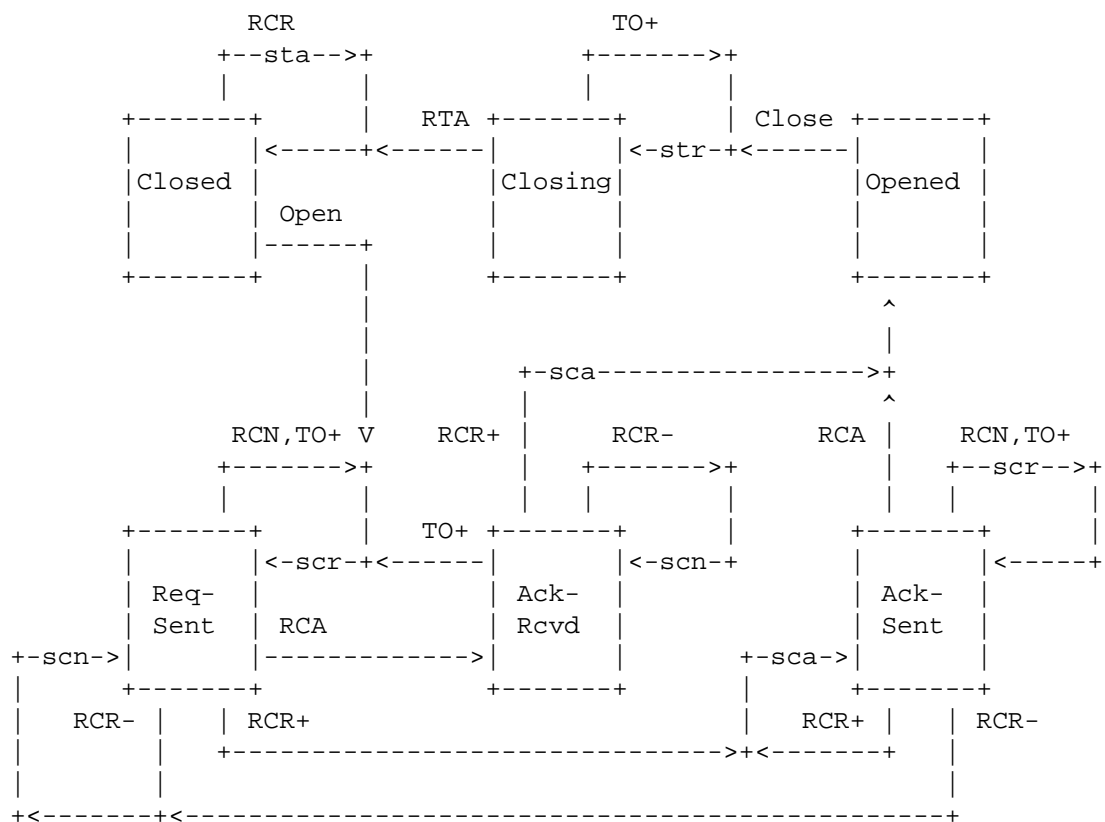 RCR TO+
+--sta-->+ +------->+
| | | |
+-------+ | RTA +-------+ | Close +-------+
| |<-----+<------| |<-str-+<------| |
|Closed | |Closing| |Opened |
| | Open | | | |
| |------+ | | | |
+-------+ | +-------+ +-------+
| ^
| |
| +-sca----------------->+
| | ^
RCN,TO+ V RCR+ | RCR- RCA | RCN,TO+
+------->+ | +------->+ | +--scr-->+
| | | | | | | |
+-------+ | TO+ +-------+ | +-------+ |
| |<-scr-+<------| |<-scn-+ | |<-----+
| Req- | | Ack- | | Ack- |
| Sent | RCA | Rcvd | | Sent |
+-scn->| |------------->| | +-sca->| |
| +-------+ +-------+ | +-------+
| RCR- | | RCR+ | RCR+ | | RCR-
| | +------------------------------->+<-------+ |
| | |
+<-------+<------------------------------------------------+